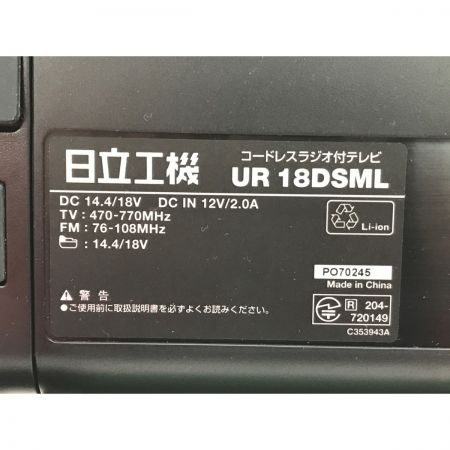 日立工機
コードレスラジオ付テレビ
UR 18DSML
DC 14.4/18V DC IN 12V/2.0A
TV : 470-770MHz
FM : 76-108MHz
: 14.4/18V
Li-ion
PO70245
Made in China
警告
●ご使用前に取扱説明書を必ずよくお読みください。
R 204-
720149
C353943A